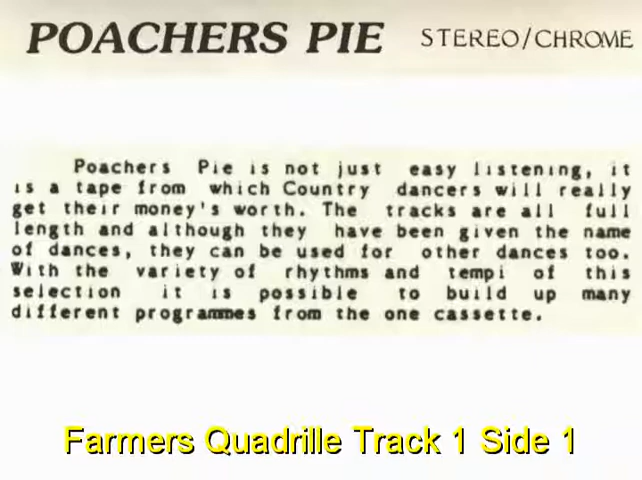 POACHERS PIE STEREO/CHROME
Poachers Pie is not just easy listening, it
is a tape from which Country dancers will really
get their money's worth. The tracks are all full
length and although they have been given the name
of dances, they can be used for other dances too.
With the variety of rhythms and tempi of this
selection it is possible to build up many
different programmes from the one cassette.
Farmers Quadrille Track 1 Side 1